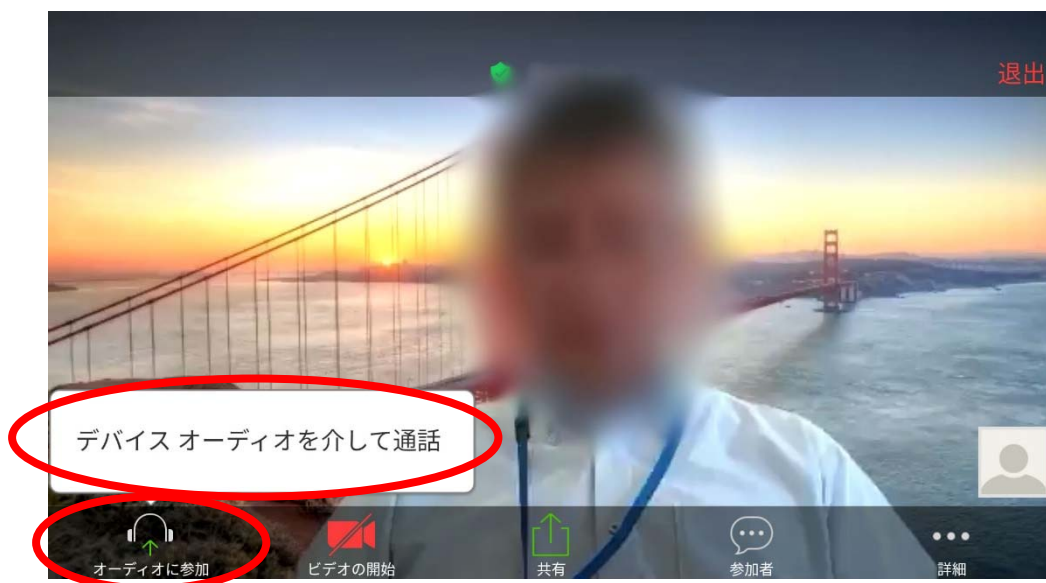 退出
デバイス オーディオを介して通話
オーディオに参加
ビデオの開始
共有
参加者
詳細